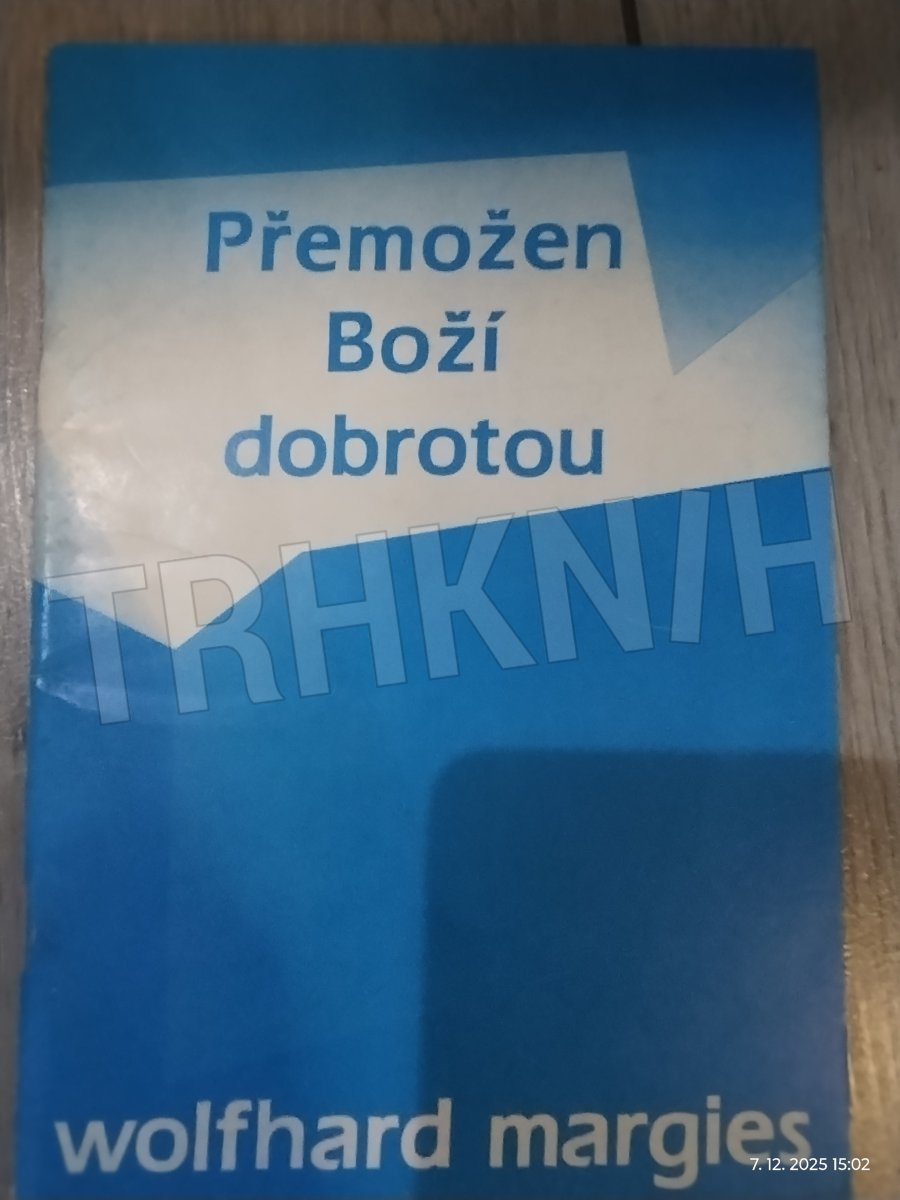 Přemožen
Boží
dobrotou
TRHKNIH
wolfhard margies
7. 12. 2025 15:02